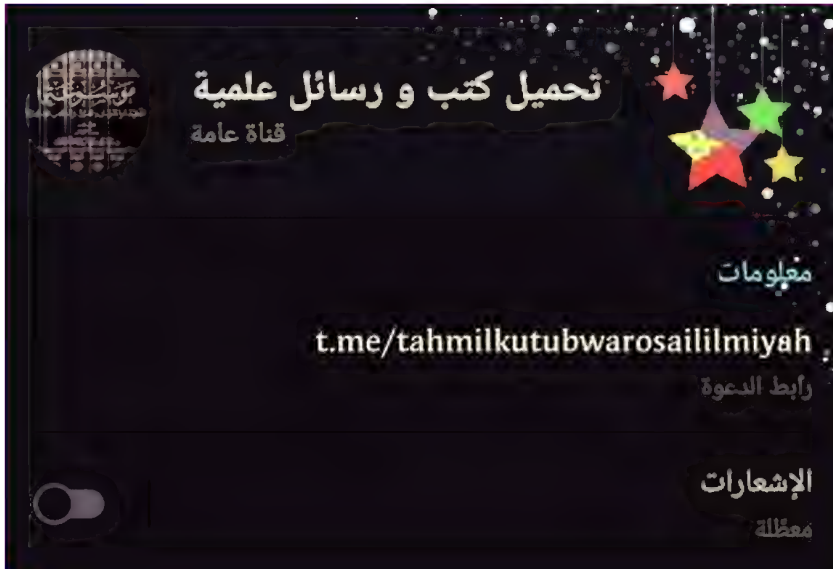 تحميل كتب و رسائل علمية
قناة عامة
معلومات
t.me/tahmilkutubwarosaililmiyah
رابط الدعوة
الإشعارات
معطلة